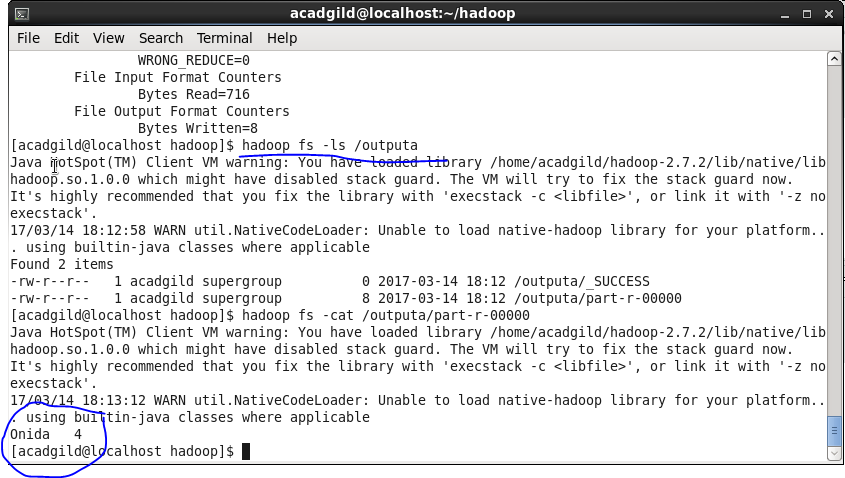 acadgild@localhost:~/hadoop
File Edit View Search Terminal Help
WRONG_REDUCE=0
File Input Format Counters
Bytes Read=716
File Output Format Counters
Bytes Written=8
[acadgild@localhost hadoop]$ hadoop fs -ls /outputa
Java HotSpot(TM) Client VM warning: You have loaded library /home/acadgild/hadoop-2.7.2/lib/native/lib
hadoop.so.1.0.0 which might have disabled stack guard. The VM will try to fix the stack guard now.
It's highly recommended that you fix the library with 'execstack -c <libfile>', or link it with '-z no
execstack'.
17/03/14 18:12:58 WARN util.NativeCodeLoader: Unable to load native-hadoop library for your platform..
. using builtin-java classes where applicable
Found 2 items
-rw-r--r-- 1 acadgild supergroup 0 2017-03-14 18:12 /outputa/_SUCCESS
-rw-r--r-- 1 acadgild supergroup 8 2017-03-14 18:12 /outputa/part-r-00000
[acadgild@localhost hadoop]$ hadoop fs -cat /outputa/part-r-00000
Java HotSpot(TM) Client VM warning: You have loaded library /home/acadgild/hadoop-2.7.2/lib/native/lib
hadoop.so.1.0.0 which might have disabled stack guard. The VM will try to fix the stack guard now.
It's highly recommended that you fix the library with 'execstack -c <libfile>', or link it with '-z no
execstack'.
17/03/14 18:13:12 WARN util.NativeCodeLoader: Unable to load native-hadoop library for your platform..
. using builtin-java classes where applicable
Onida 4
[acadgild@localhost hadoop]$